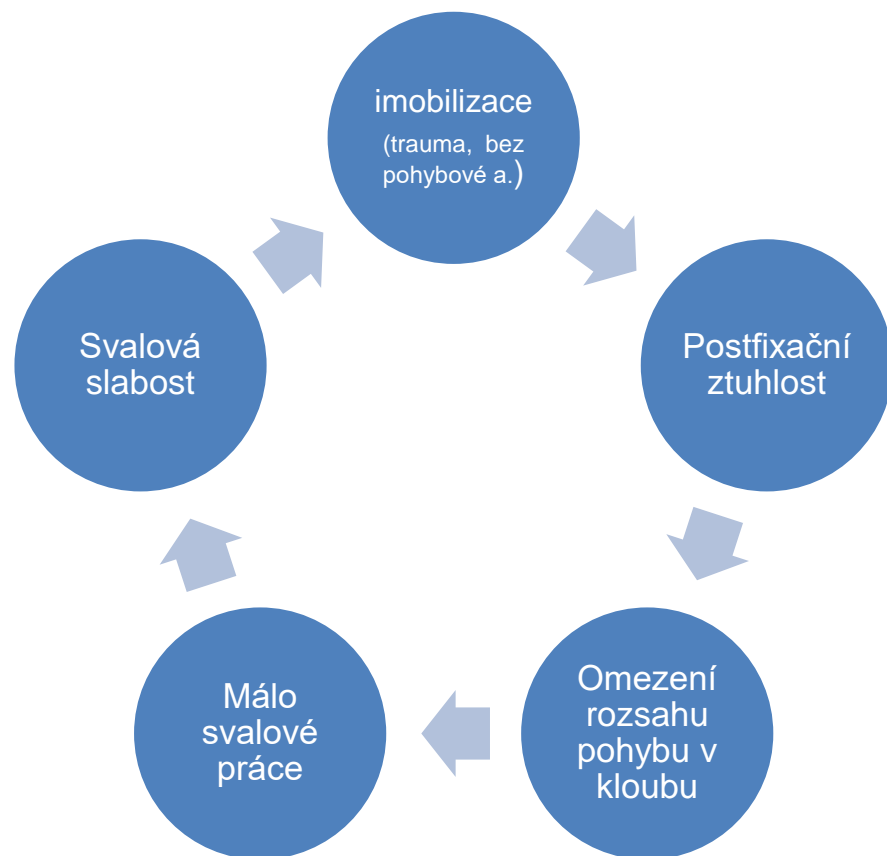 imobilizace
(trauma, bez
pohybové a.)
Postfixační
ztuhlost
Omezení
rozsahu
pohybu v
kloubu
Málo
svalové
práce
Svalová
slabost